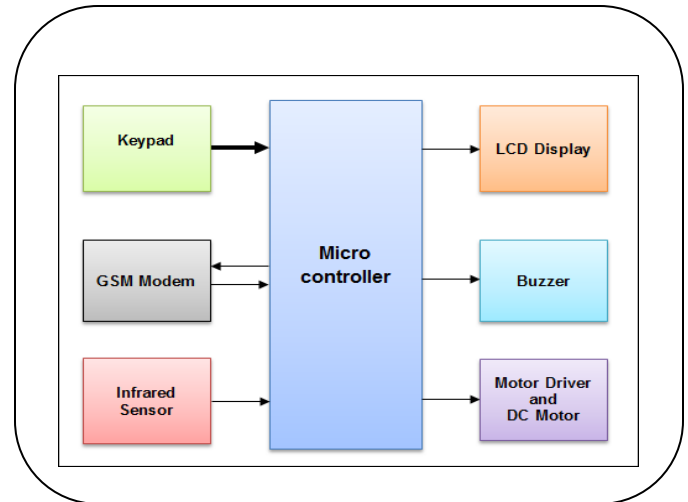 Keypad
GSM Modem
Infrared
Sensor
Micro
controller
LCD Display
Buzzer
Motor Driver
and
DC Motor